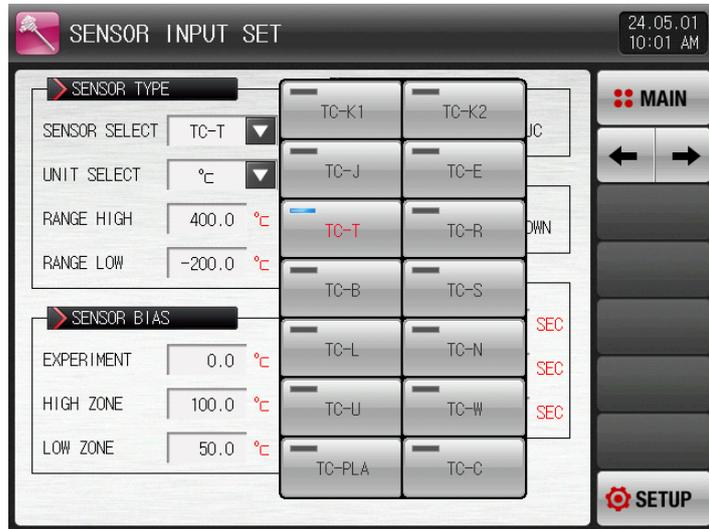 SENSOR INPUT SET
24.05.01
10:01 AM
SENSOR TYPE
SENSOR SELECT TC-T
UNIT SELECT ℃
RANGE HIGH 400.0 ℃
RANGE LOW -200.0 ℃
SENSOR BIAS
EXPERIMENT 0.0 ℃
HIGH ZONE 100.0 ℃
LOW ZONE 50.0 ℃
TC-K1 TC-K2
TC-J TC-E
TC-T TC-R
TC-B TC-S
TC-L TC-N
TC-U TC-W
TC-PLA TC-C
SEC
SEC
SEC
MAIN
SETUP